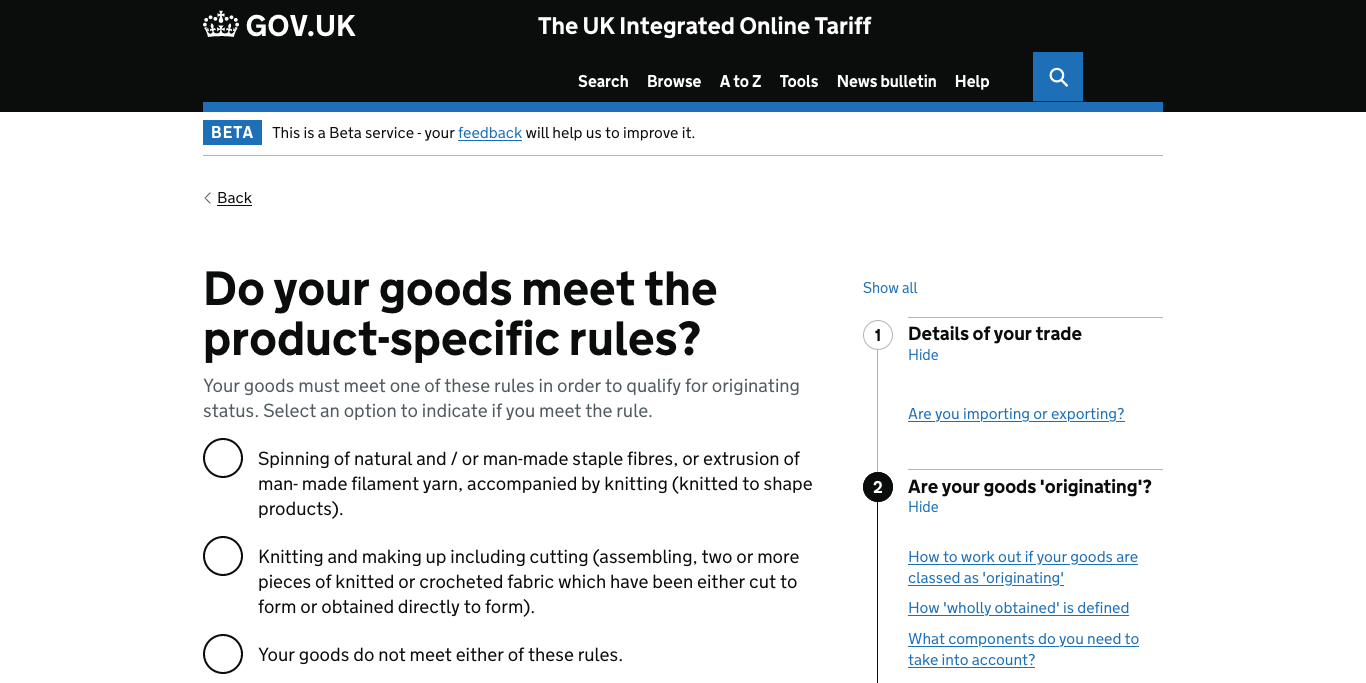 GOV.UK
The UK Integrated Online Tariff
Search Browse A to Z Tools News bulletin Help
BETA This is a Beta service - your feedback will help us to improve it.
Back
Do your goods meet the
product-specific rules?
Your goods must meet one of these rules in order to qualify for originating
status. Select an option to indicate if you meet the rule.
Spinning of natural and / or man-made staple fibres, or extrusion of
man- made filament yarn, accompanied by knitting (knitted to shape
products).
Knitting and making up including cutting (assembling, two or more
pieces of knitted or crocheted fabric which have been either cut to
form or obtained directly to form).
Your goods do not meet either of these rules.
Show all
1 Details of your trade
Hide
Are you importing or exporting?
2 Are your goods 'originating'?
Hide
How to work out if your goods are
classed as 'originating'
How 'wholly obtained' is defined
What components do you need to
take into account?